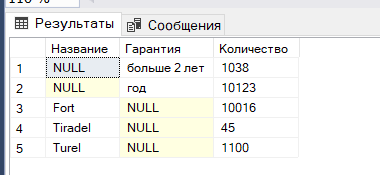 Результаты Сообщения
Название Гарантия Количество
1 NULL больше 2 лет 1038
2 NULL год 10123
3 Fort NULL 10016
4 Tiradel NULL 45
5 Turel NULL 1100